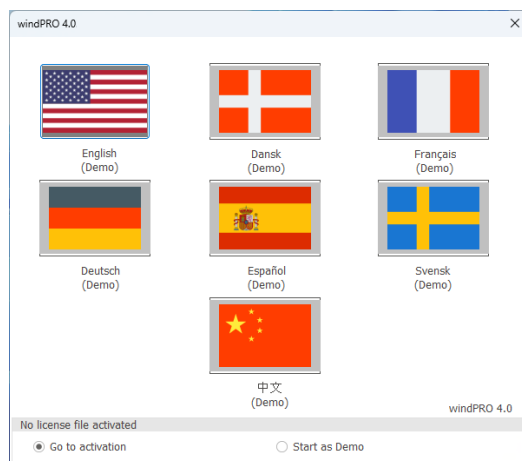 windPRO 4.0
English
(Demo)
Dansk
(Demo)
Français
(Demo)
Deutsch
(Demo)
Español
(Demo)
Svensk
(Demo)
中文
(Demo)
windPRO 4.0
No license file activated
Go to activation
Start as Demo